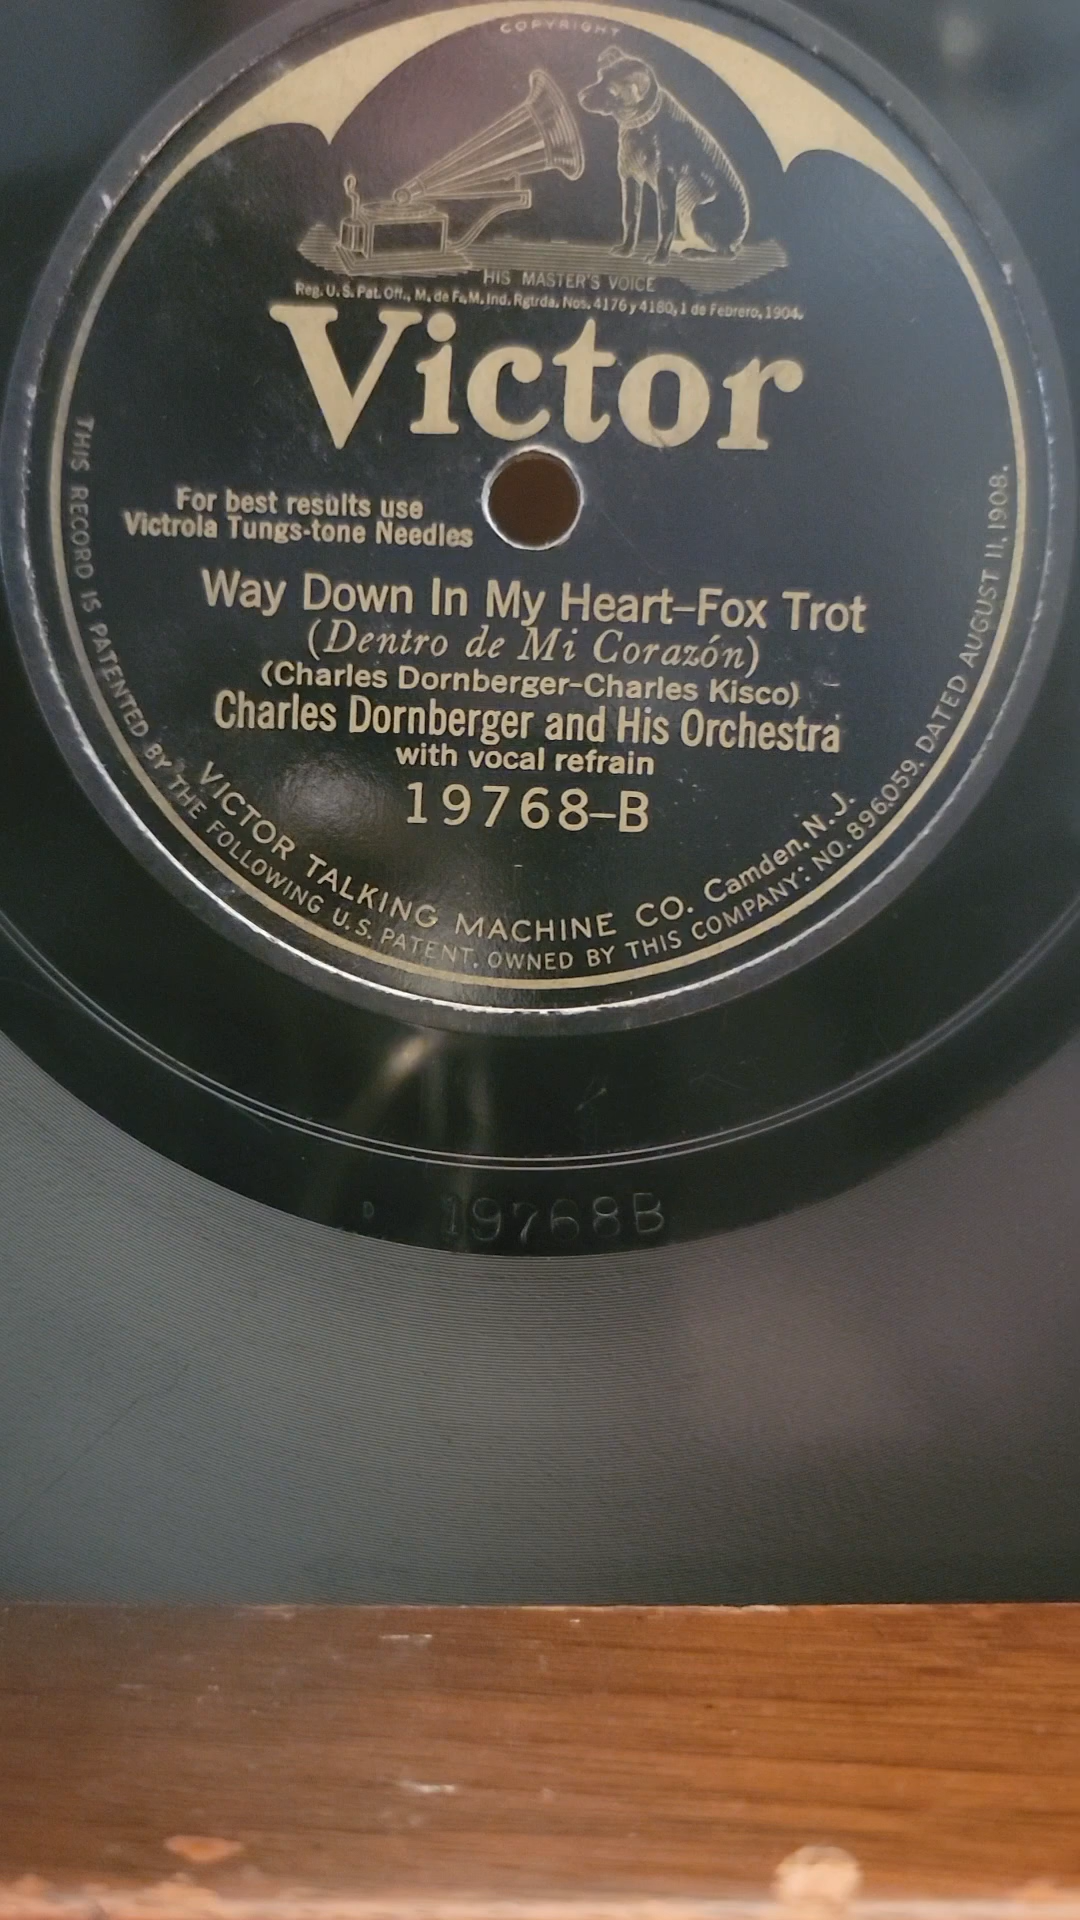 COPYRIGHT
HIS MASTER'S VOICE
Reg. U.S. Pat. Off., M. de F., M. Ind. Rgtrda. Nos. 4176 y 4180, 1 de Febrero, 1904.
Victor
For best results use
Victrola Tungs-tone Needles
Way Down In My Heart–Fox Trot
(Dentro de Mi Corazón)
(Charles Dornberger–Charles Kisco)
Charles Dornberger and His Orchestra
with vocal refrain
19768–B
VICTOR TALKING MACHINE CO. Camden, N.J.
THIS RECORD IS PATENTED BY THE FOLLOWING U.S. PATENT, OWNED BY THIS COMPANY: NO. 896,059. DATED AUGUST 11, 1908.
D 19768B